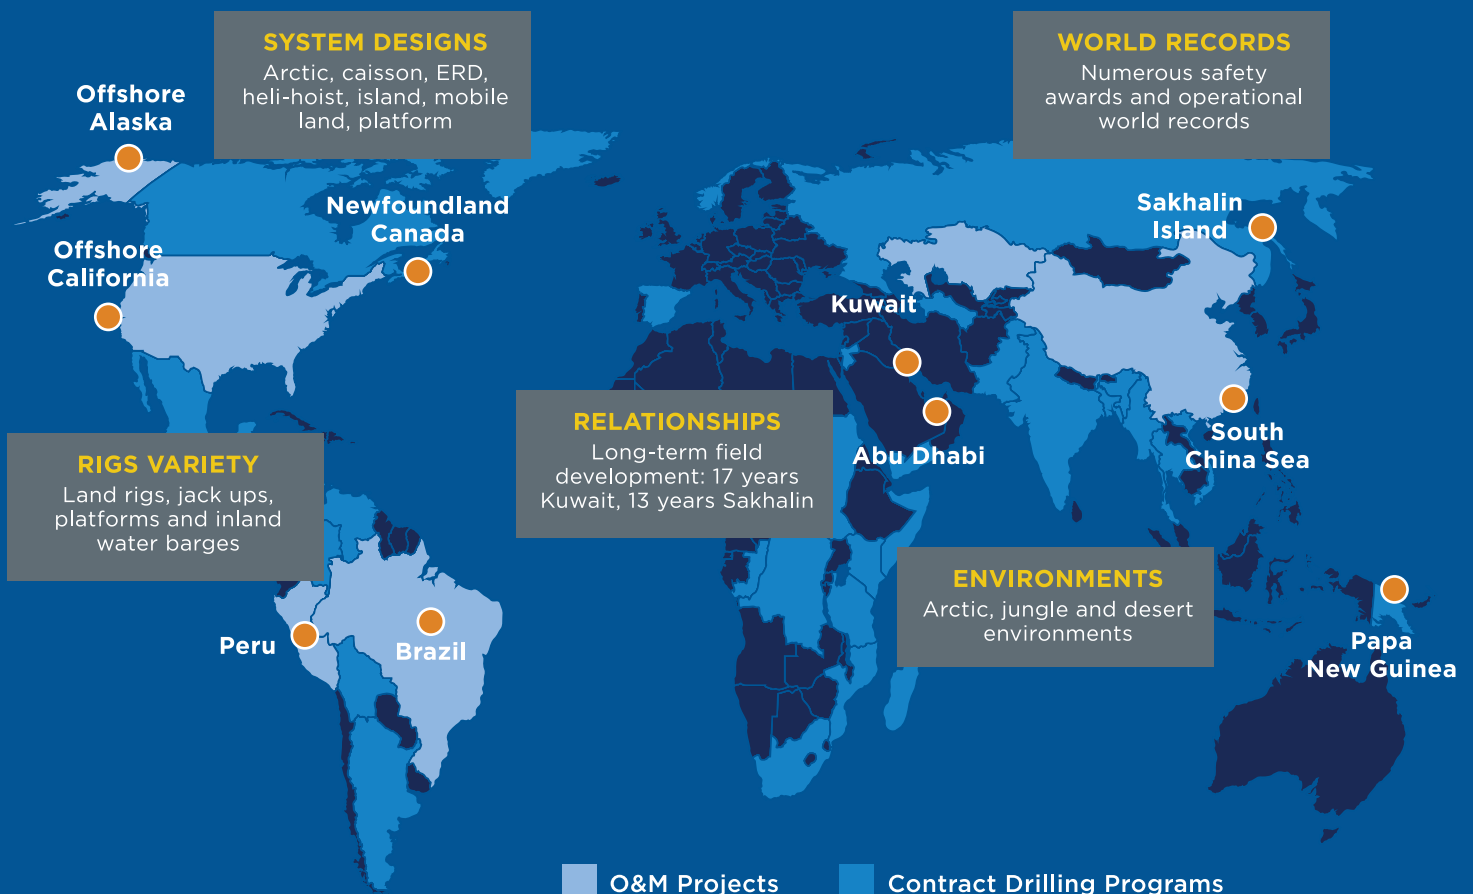 SYSTEM DESIGNS
Arctic, caisson, ERD,
heli-hoist, island, mobile
land, platform
WORLD RECORDS
Numerous safety
awards and operational
world records
Offshore
Alaska
Newfoundland
Canada
Sakhalin
Island
Offshore
California
Kuwait
RELATIONSHIPS
Long-term field
development: 17 years
Kuwait, 13 years Sakhalin
Abu Dhabi
South
China Sea
RIGS VARIETY
Land rigs, jack ups,
platforms and inland
water barges
ENVIRONMENTS
Arctic, jungle and desert
environments
Peru
Brazil
Papa
New Guinea
O&M Projects
Contract Drilling Programs